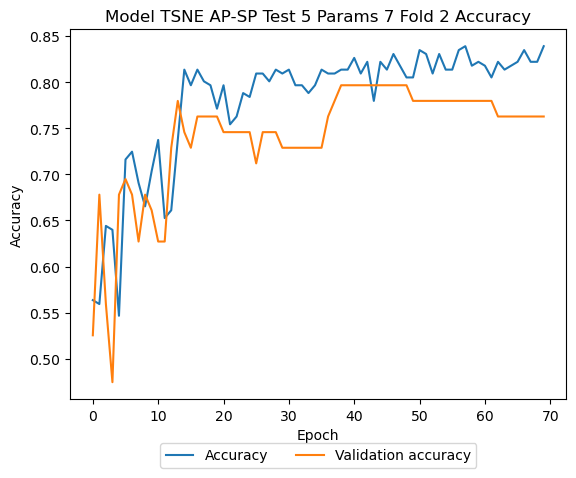 Model TSNE AP-SP Test 5 Params 7 Fold 2 Accuracy
0.85
0.80
0.75
0.70
0.65
0.60
0.55
0.50
Accuracy
0 10 20 30 40 50 60 70
Epoch
Accuracy Validation accuracy